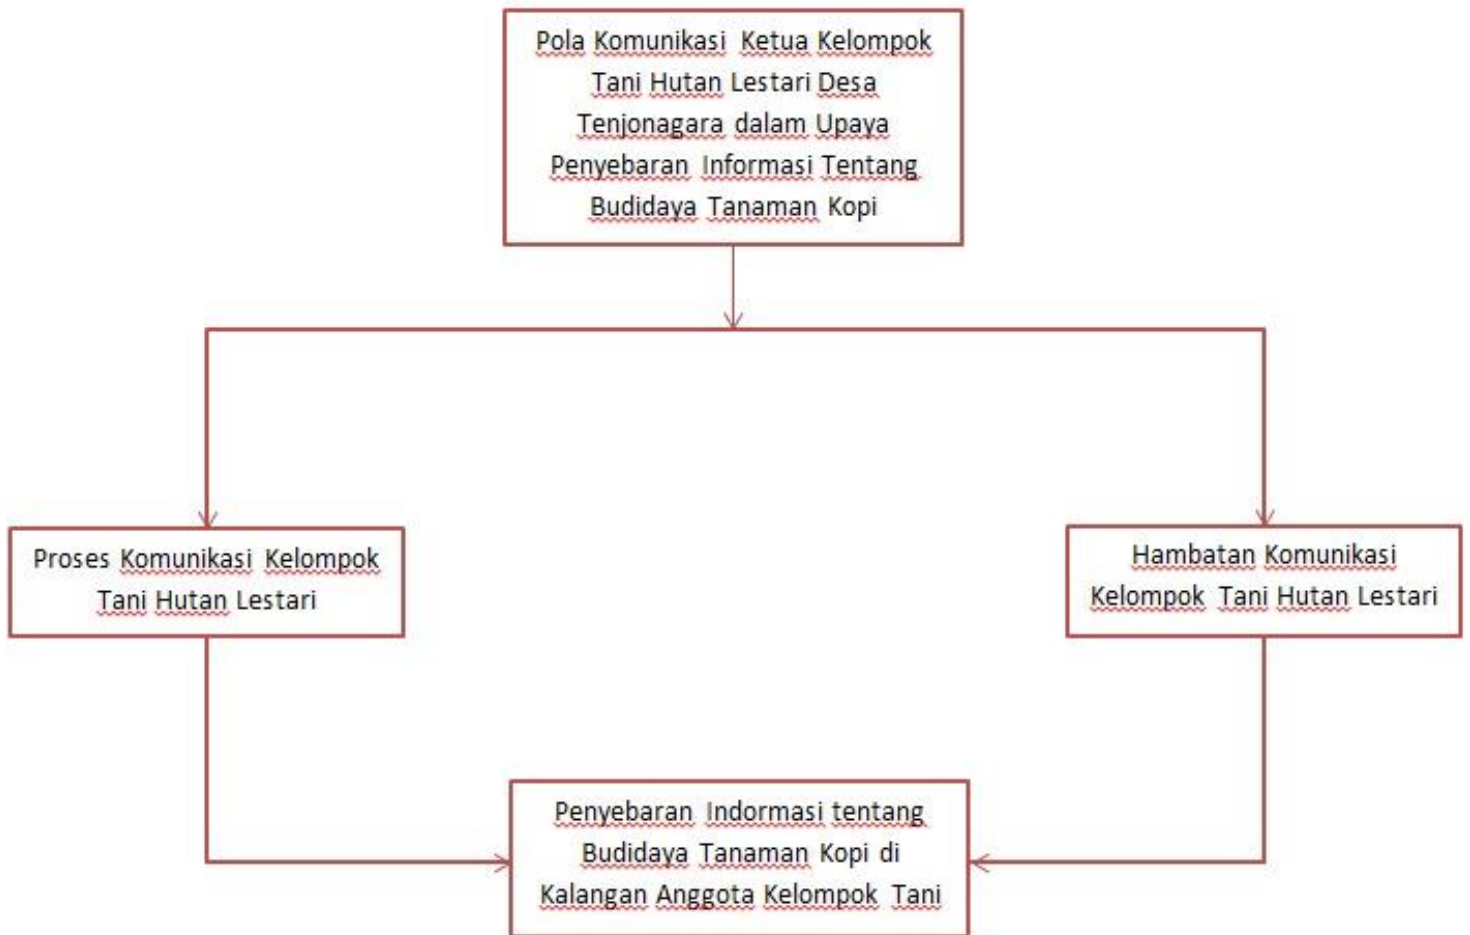 Pola Komunikasi Ketua Kelompok
Tani Hutan Lestari Desa
Tenjonagara dalam Upaya
Penyebaran Informasi Tentang
Budidaya Tanaman Kopi
Proses Komunikasi Kelompok
Tani Hutan Lestari
Hambatan Komunikasi
Kelompok Tani Hutan Lestari
Penyebaran Indormasi tentang
Budidaya Tanaman Kopi di
Kalangan Anggota Kelompok Tani